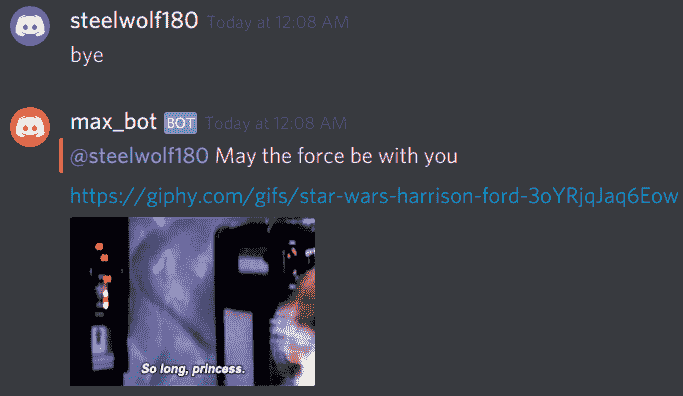 steelwolf180 Today at 12:08 AM
bye
max_bot BOT Today at 12:08 AM
@steelwolf180 May the force be with you
https://giphy.com/gifs/star-wars-harrison-ford-3oYRjqJaq6Eow
So long, princess.